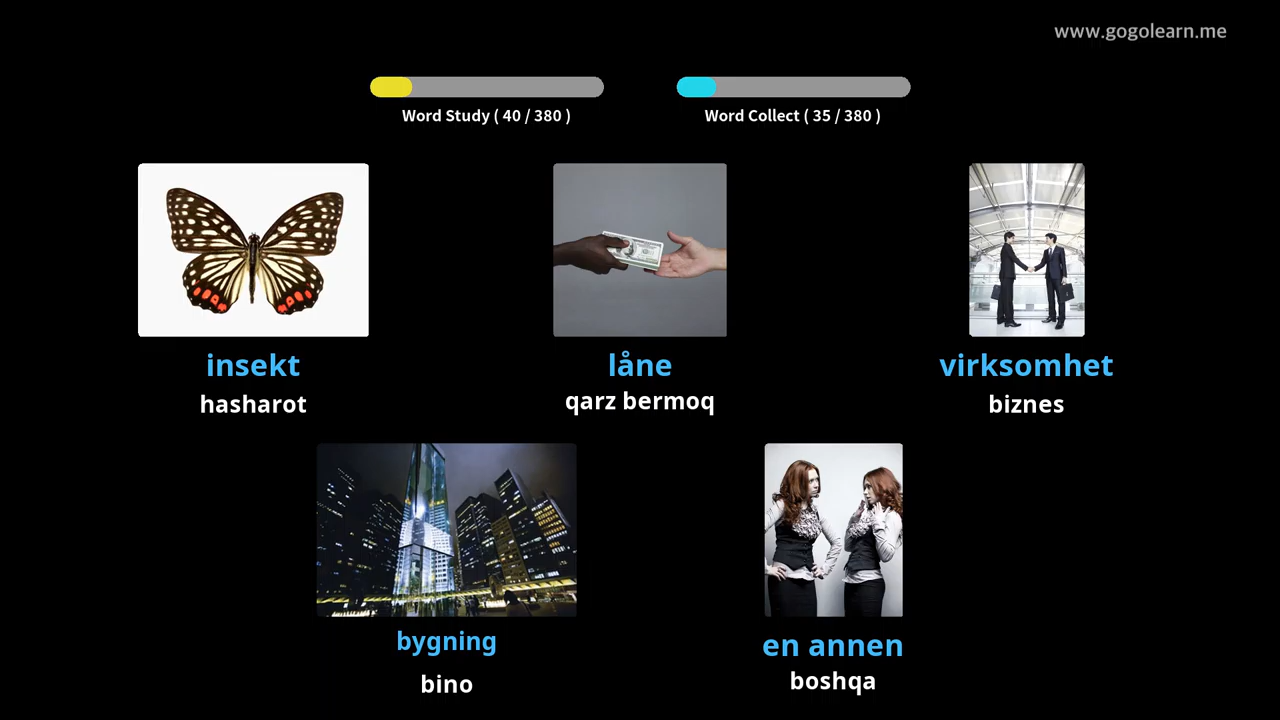 www.gogolearn.me
Word Study ( 40 / 380 )
Word Collect ( 35 / 380 )
insekt
hasharot
låne
qarz bermoq
virksomhet
biznes
bygning
bino
en annen
boshqa